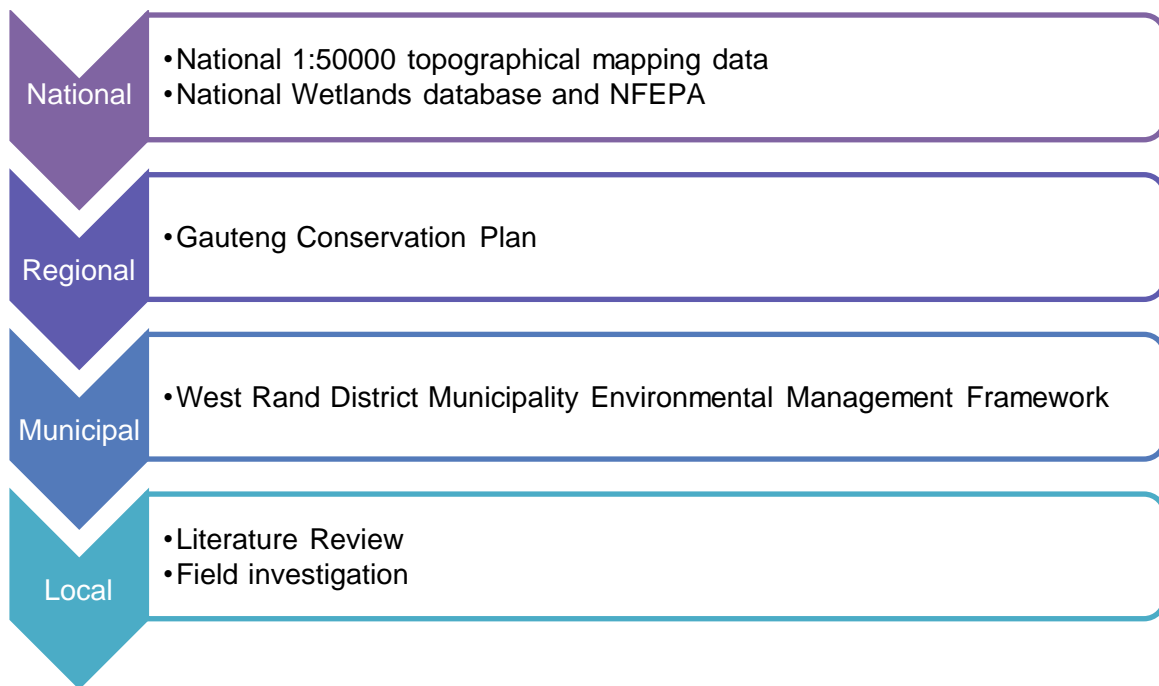 National
•National 1:50000 topographical mapping data
•National Wetlands database and NFEPA
Regional
•Gauteng Conservation Plan
Municipal
•West Rand District Municipality Environmental Management Framework
Local
•Literature Review
•Field investigation